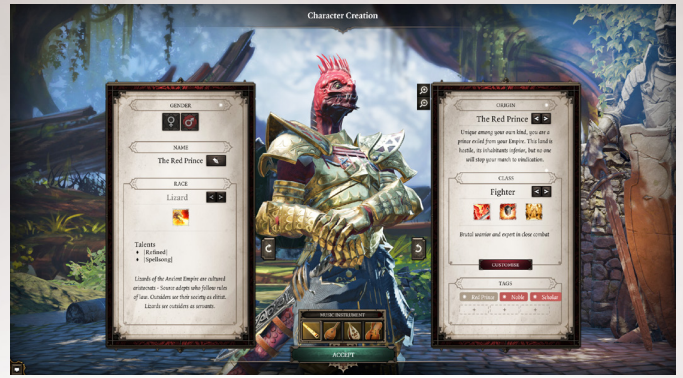 Character Creation
GENDER
NAME
The Red Prince
RACE
Lizard
Talents
[Refined]
[Spellsong]
Lizards of the Ancient Empire are cultured
aristocrats - Source adepts who follow rules
of law. Outsiders see their society as elitist.
Lizards see outsiders as servants.
ORIGIN
The Red Prince
Unique among your own kind, you are a
prince exiled from your Empire. This land is
hostile, its inhabitants inferior, but no one
will stop your march to vindication.
CLASS
Fighter
Brutal warrior and expert in close combat
CUSTOMISE
TAGS
Red Prince Noble Scholar
MUSIC INSTRUMENT
ACCEPT